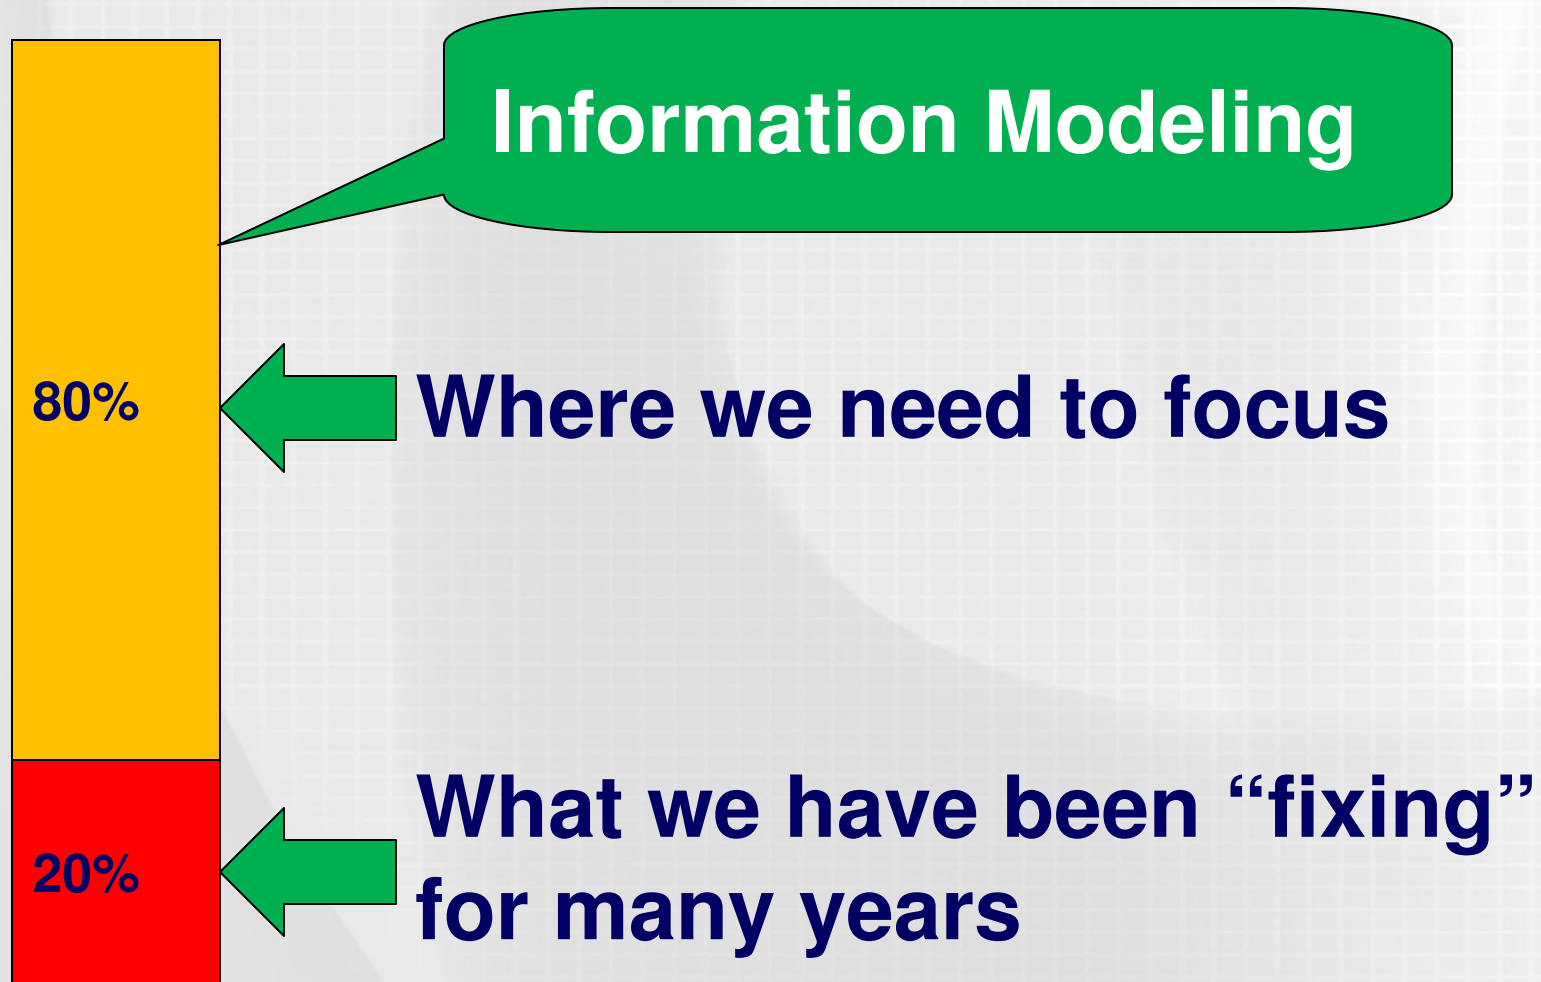 Information Modeling
80%
Where we need to focus
What we have been “fixing”
for many years
20%